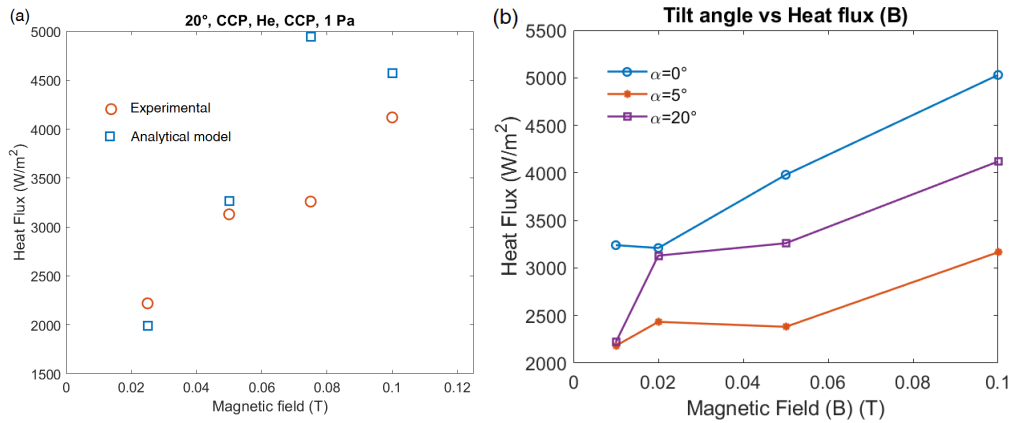 (a)
20°, CCP, He, CCP, 1 Pa
5000
4500
4000
3500
3000
2500
2000
1500
Heat Flux (W/m²)
Experimental
Analytical model
0
0.02
0.04
0.06
0.08
0.1
0.12
Magnetic field (T)
(b)
Tilt angle vs Heat flux (B)
5500
5000
4500
4000
3500
3000
2500
2000
Heat Flux (W/m²)
α=0°
α=5°
α=20°
0
0.02
0.04
0.06
0.08
0.1
Magnetic Field (B) (T)